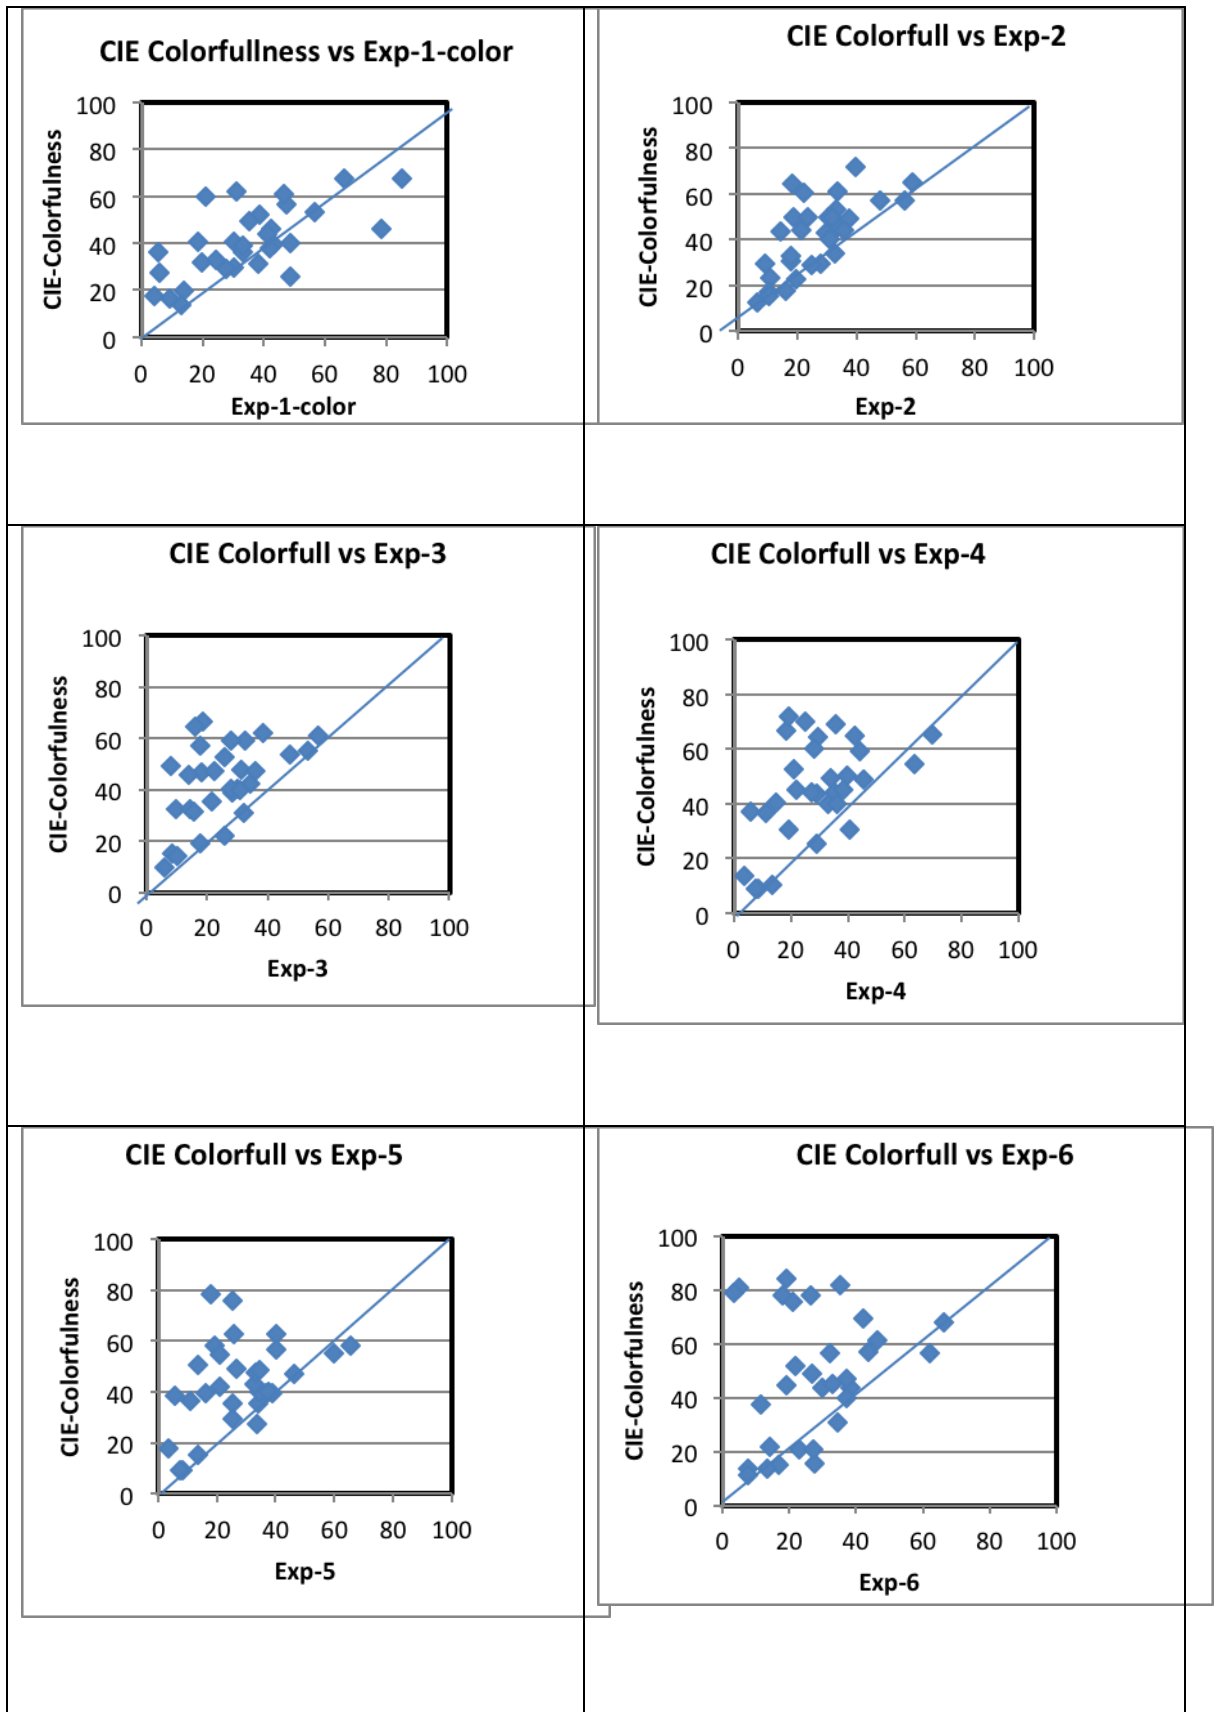 CIE Colorfullness vs Exp-1-color
100
80
60
40
20
0
CIE-Colorfulness
0 20 40 60 80 100
Exp-1-color
CIE Colorfull vs Exp-2
100
80
60
40
20
0
CIE-Colorfulness
0 20 40 60 80 100
Exp-2
CIE Colorfull vs Exp-3
100
80
60
40
20
0
CIE-Colorfulness
0 20 40 60 80 100
Exp-3
CIE Colorfull vs Exp-4
100
80
60
40
20
0
CIE-Colorfulness
0 20 40 60 80 100
Exp-4
CIE Colorfull vs Exp-5
100
80
60
40
20
0
CIE-Colorfulness
0 20 40 60 80 100
Exp-5
CIE Colorfull vs Exp-6
100
80
60
40
20
0
CIE-Colorfulness
0 20 40 60 80 100
Exp-6